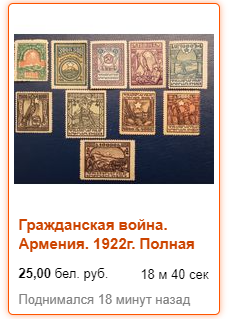 Гражданская война.
Армения. 1922г. Полная
25,00 бел. руб. 18 м 40 сек
Поднимался 18 минут назад